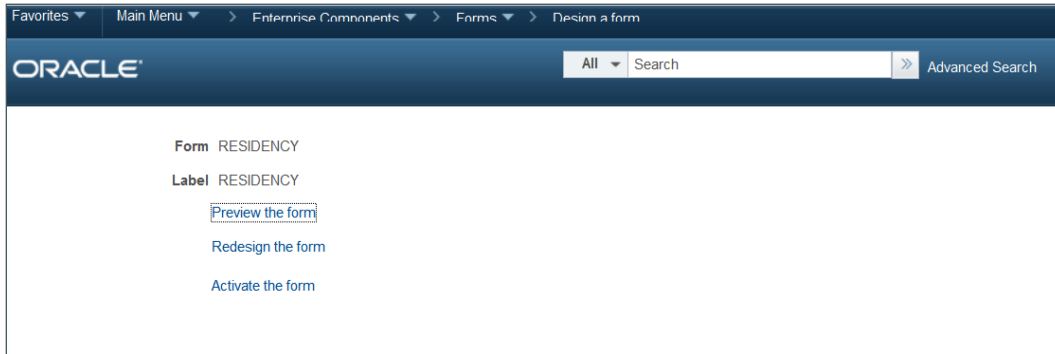 Favorites Main Menu > Enterprise Components > Forms > Design a form
ORACLE All Search Advanced Search
Form RESIDENCY
Label RESIDENCY
Preview the form
Redesign the form
Activate the form